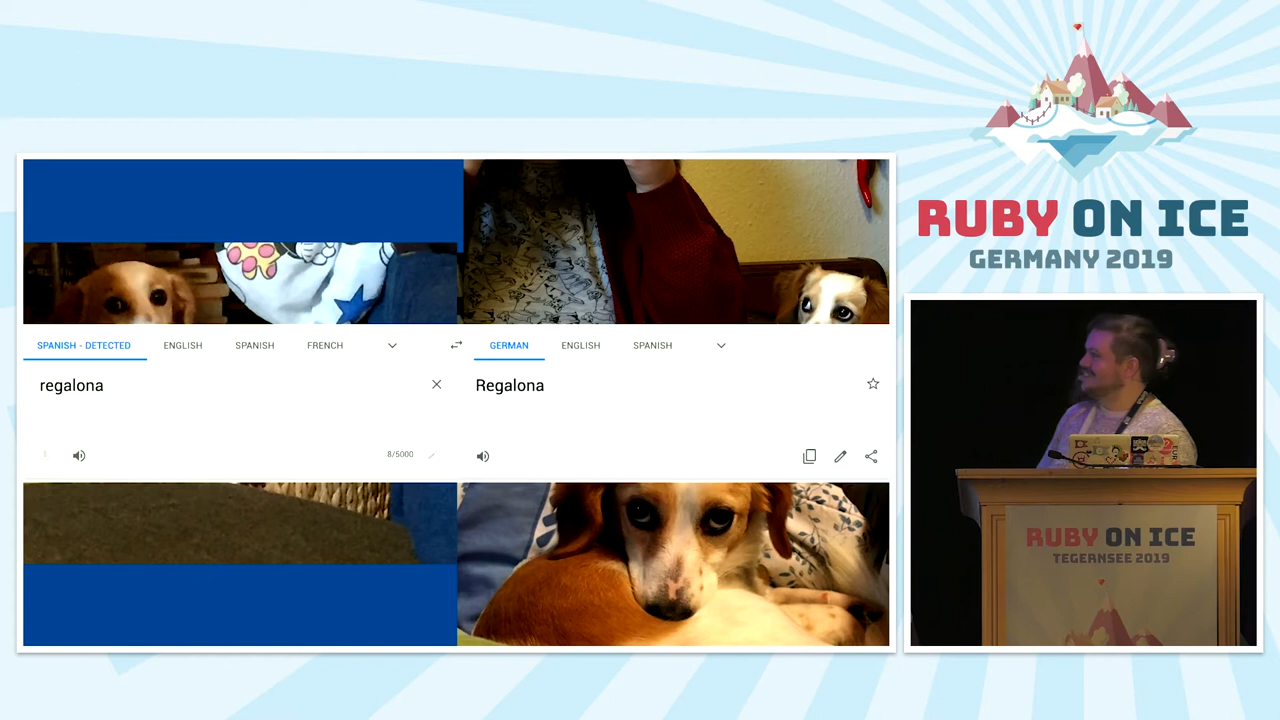 RUBY ON ICE
GERMANY 2019
SPANISH - DETECTED ENGLISH SPANISH FRENCH
GERMAN ENGLISH SPANISH
regalona
Regalona
8/5000
RUBY ON ICE
TEGERNSEE 2019